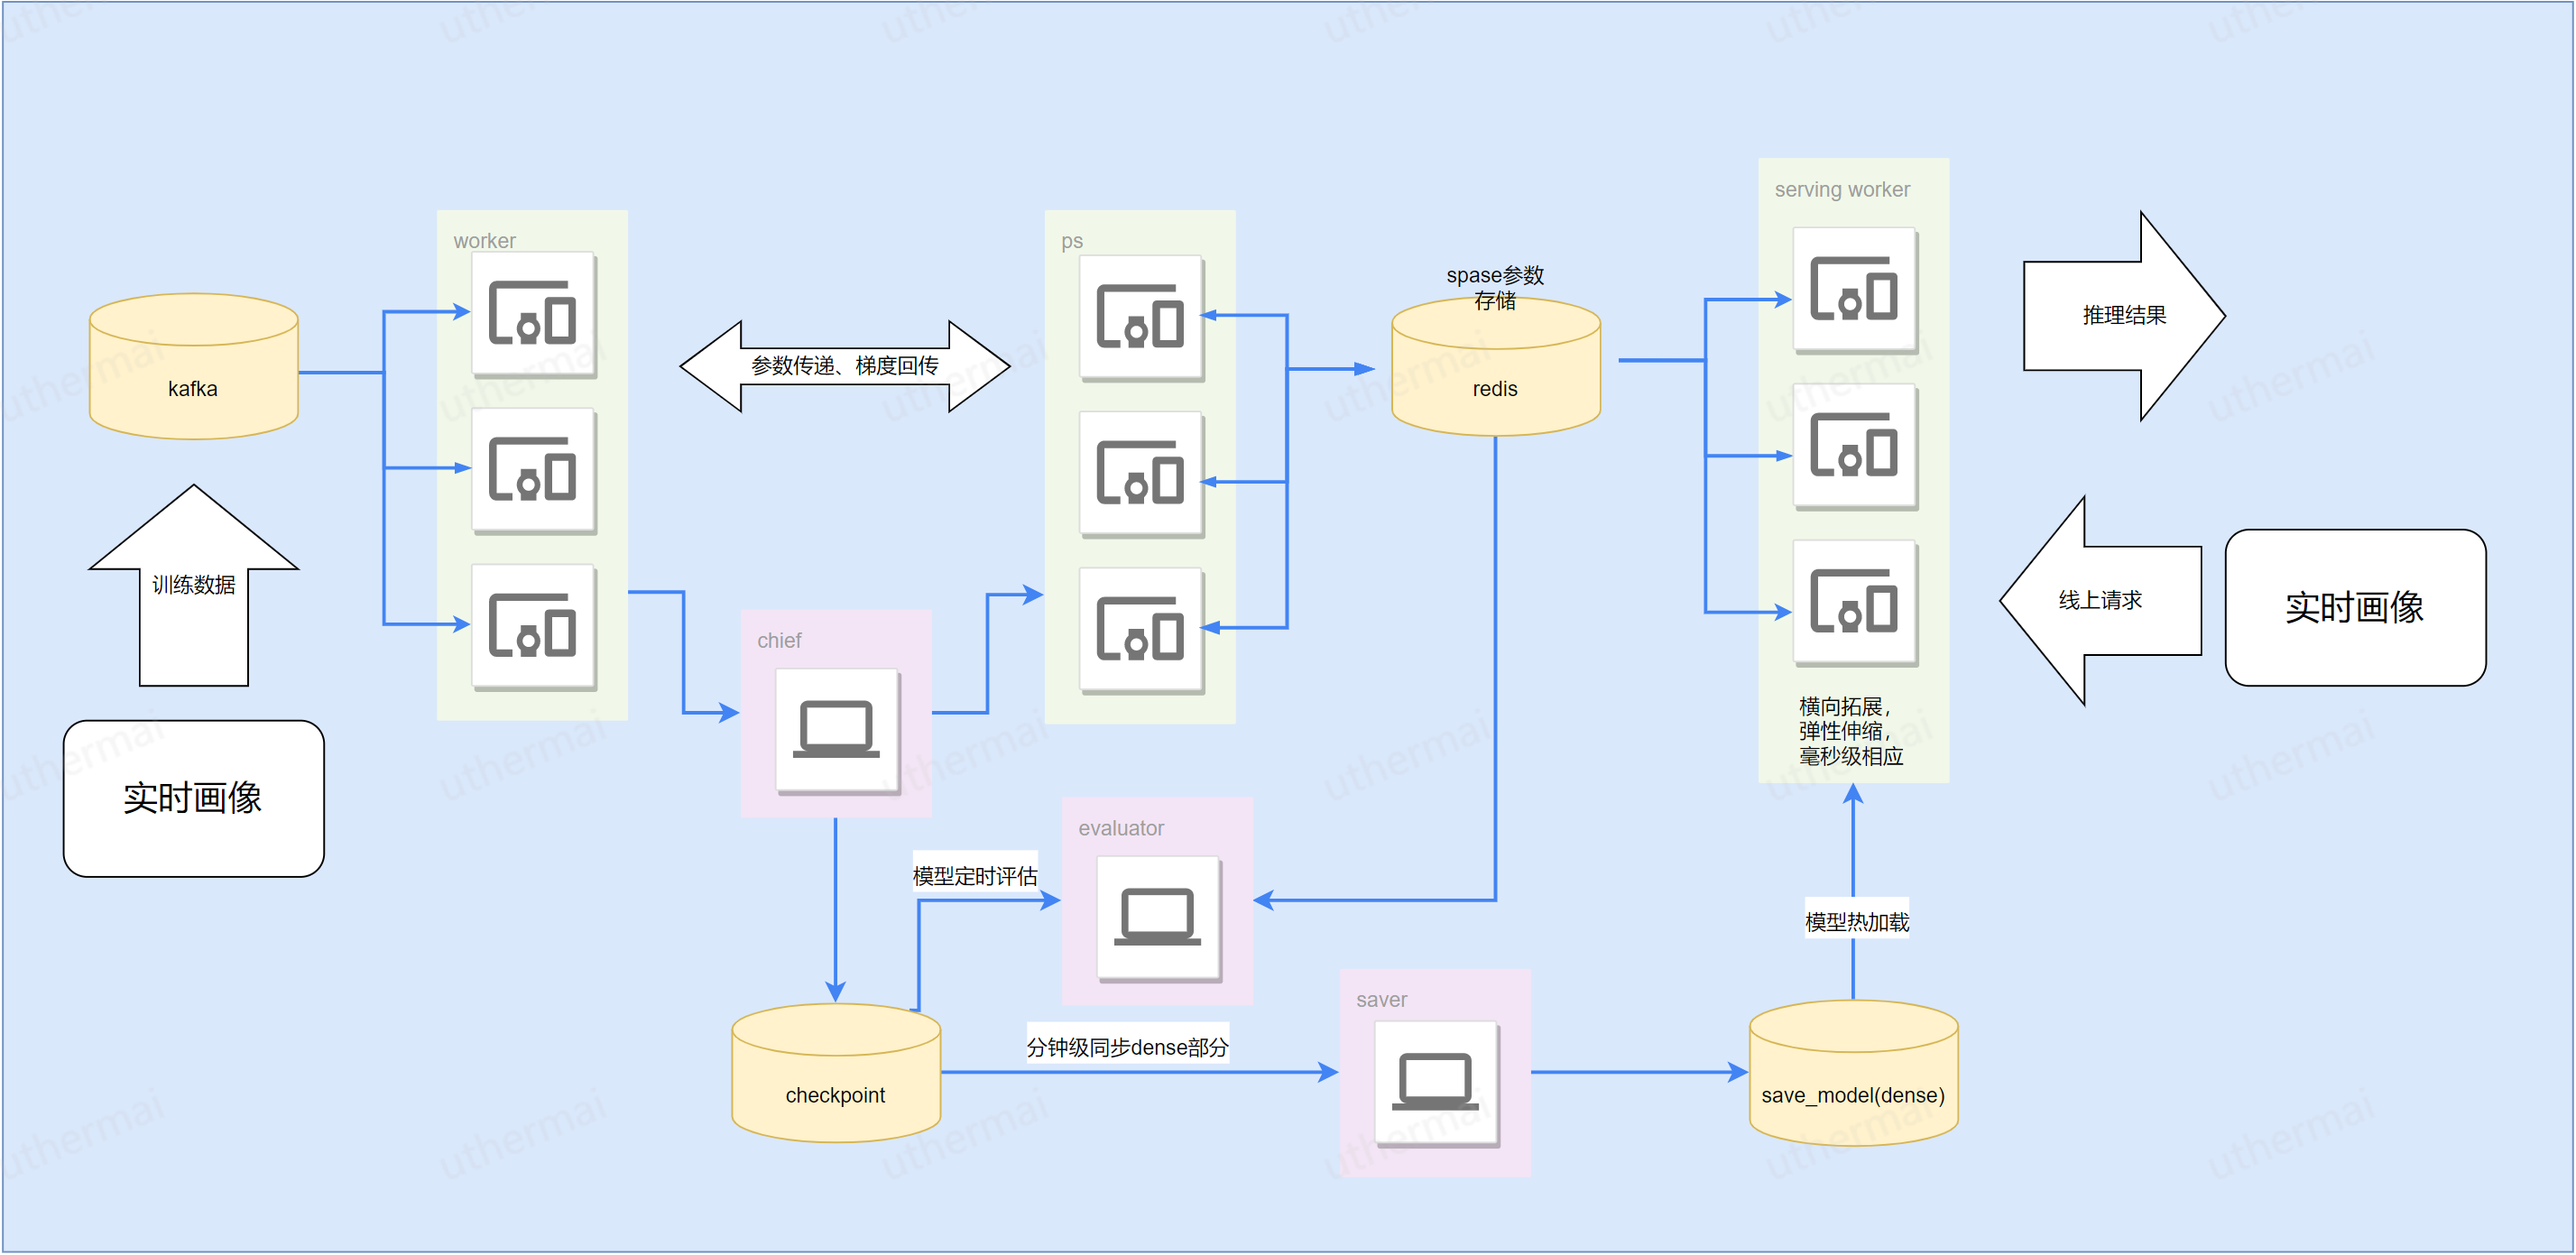 serving worker
worker
ps
spase参数
存储
kafka
参数传递、梯度回传
redis
推理结果
训练数据
线上请求
实时画像
chief
横向拓展，
弹性伸缩，
毫秒级相应
实时画像
evaluator
模型定时评估
模型热加载
saver
分钟级同步dense部分
checkpoint
save_model(dense)
uthermai